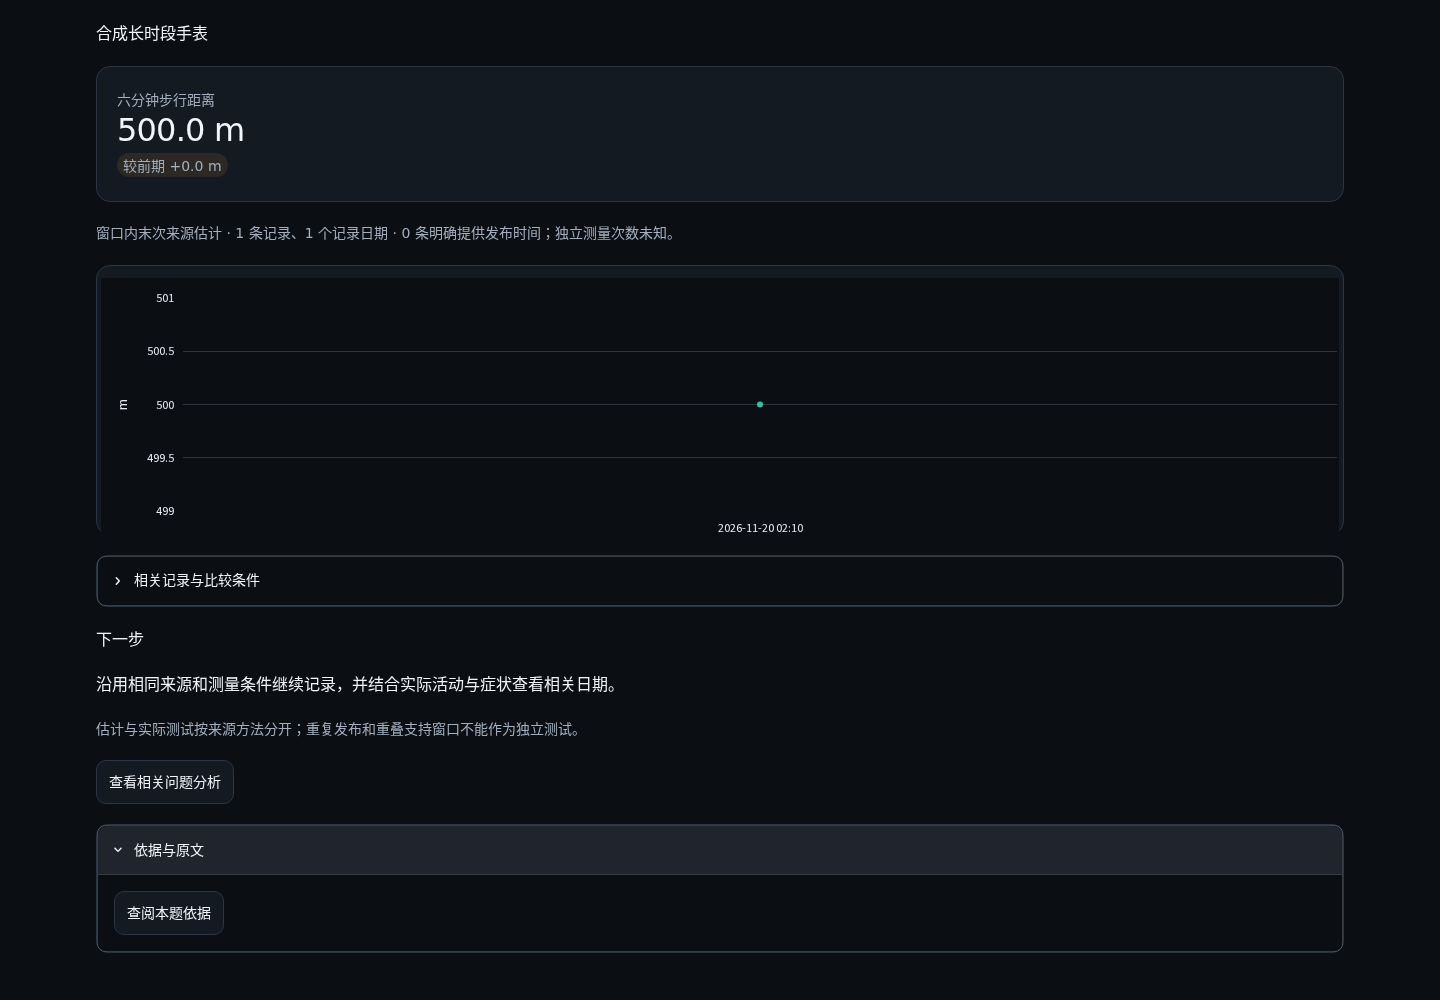 合成长时段手表
六分钟步行距离
500.0 m
较前期 +0.0 m
窗口内末次来源估计 · 1 条记录、1 个记录日期 · 0 条明确提供发布时间；独立测量次数未知。
501
500.5
500
499.5
499
m
2026-11-20 02:10
相关记录与比较条件
下一步
沿用相同来源和测量条件继续记录，并结合实际活动与症状查看相关日期。
估计与实际测试按来源方法分开；重复发布和重叠支持窗口不能作为独立测试。
查看相关问题分析
依据与原文
查阅本题依据